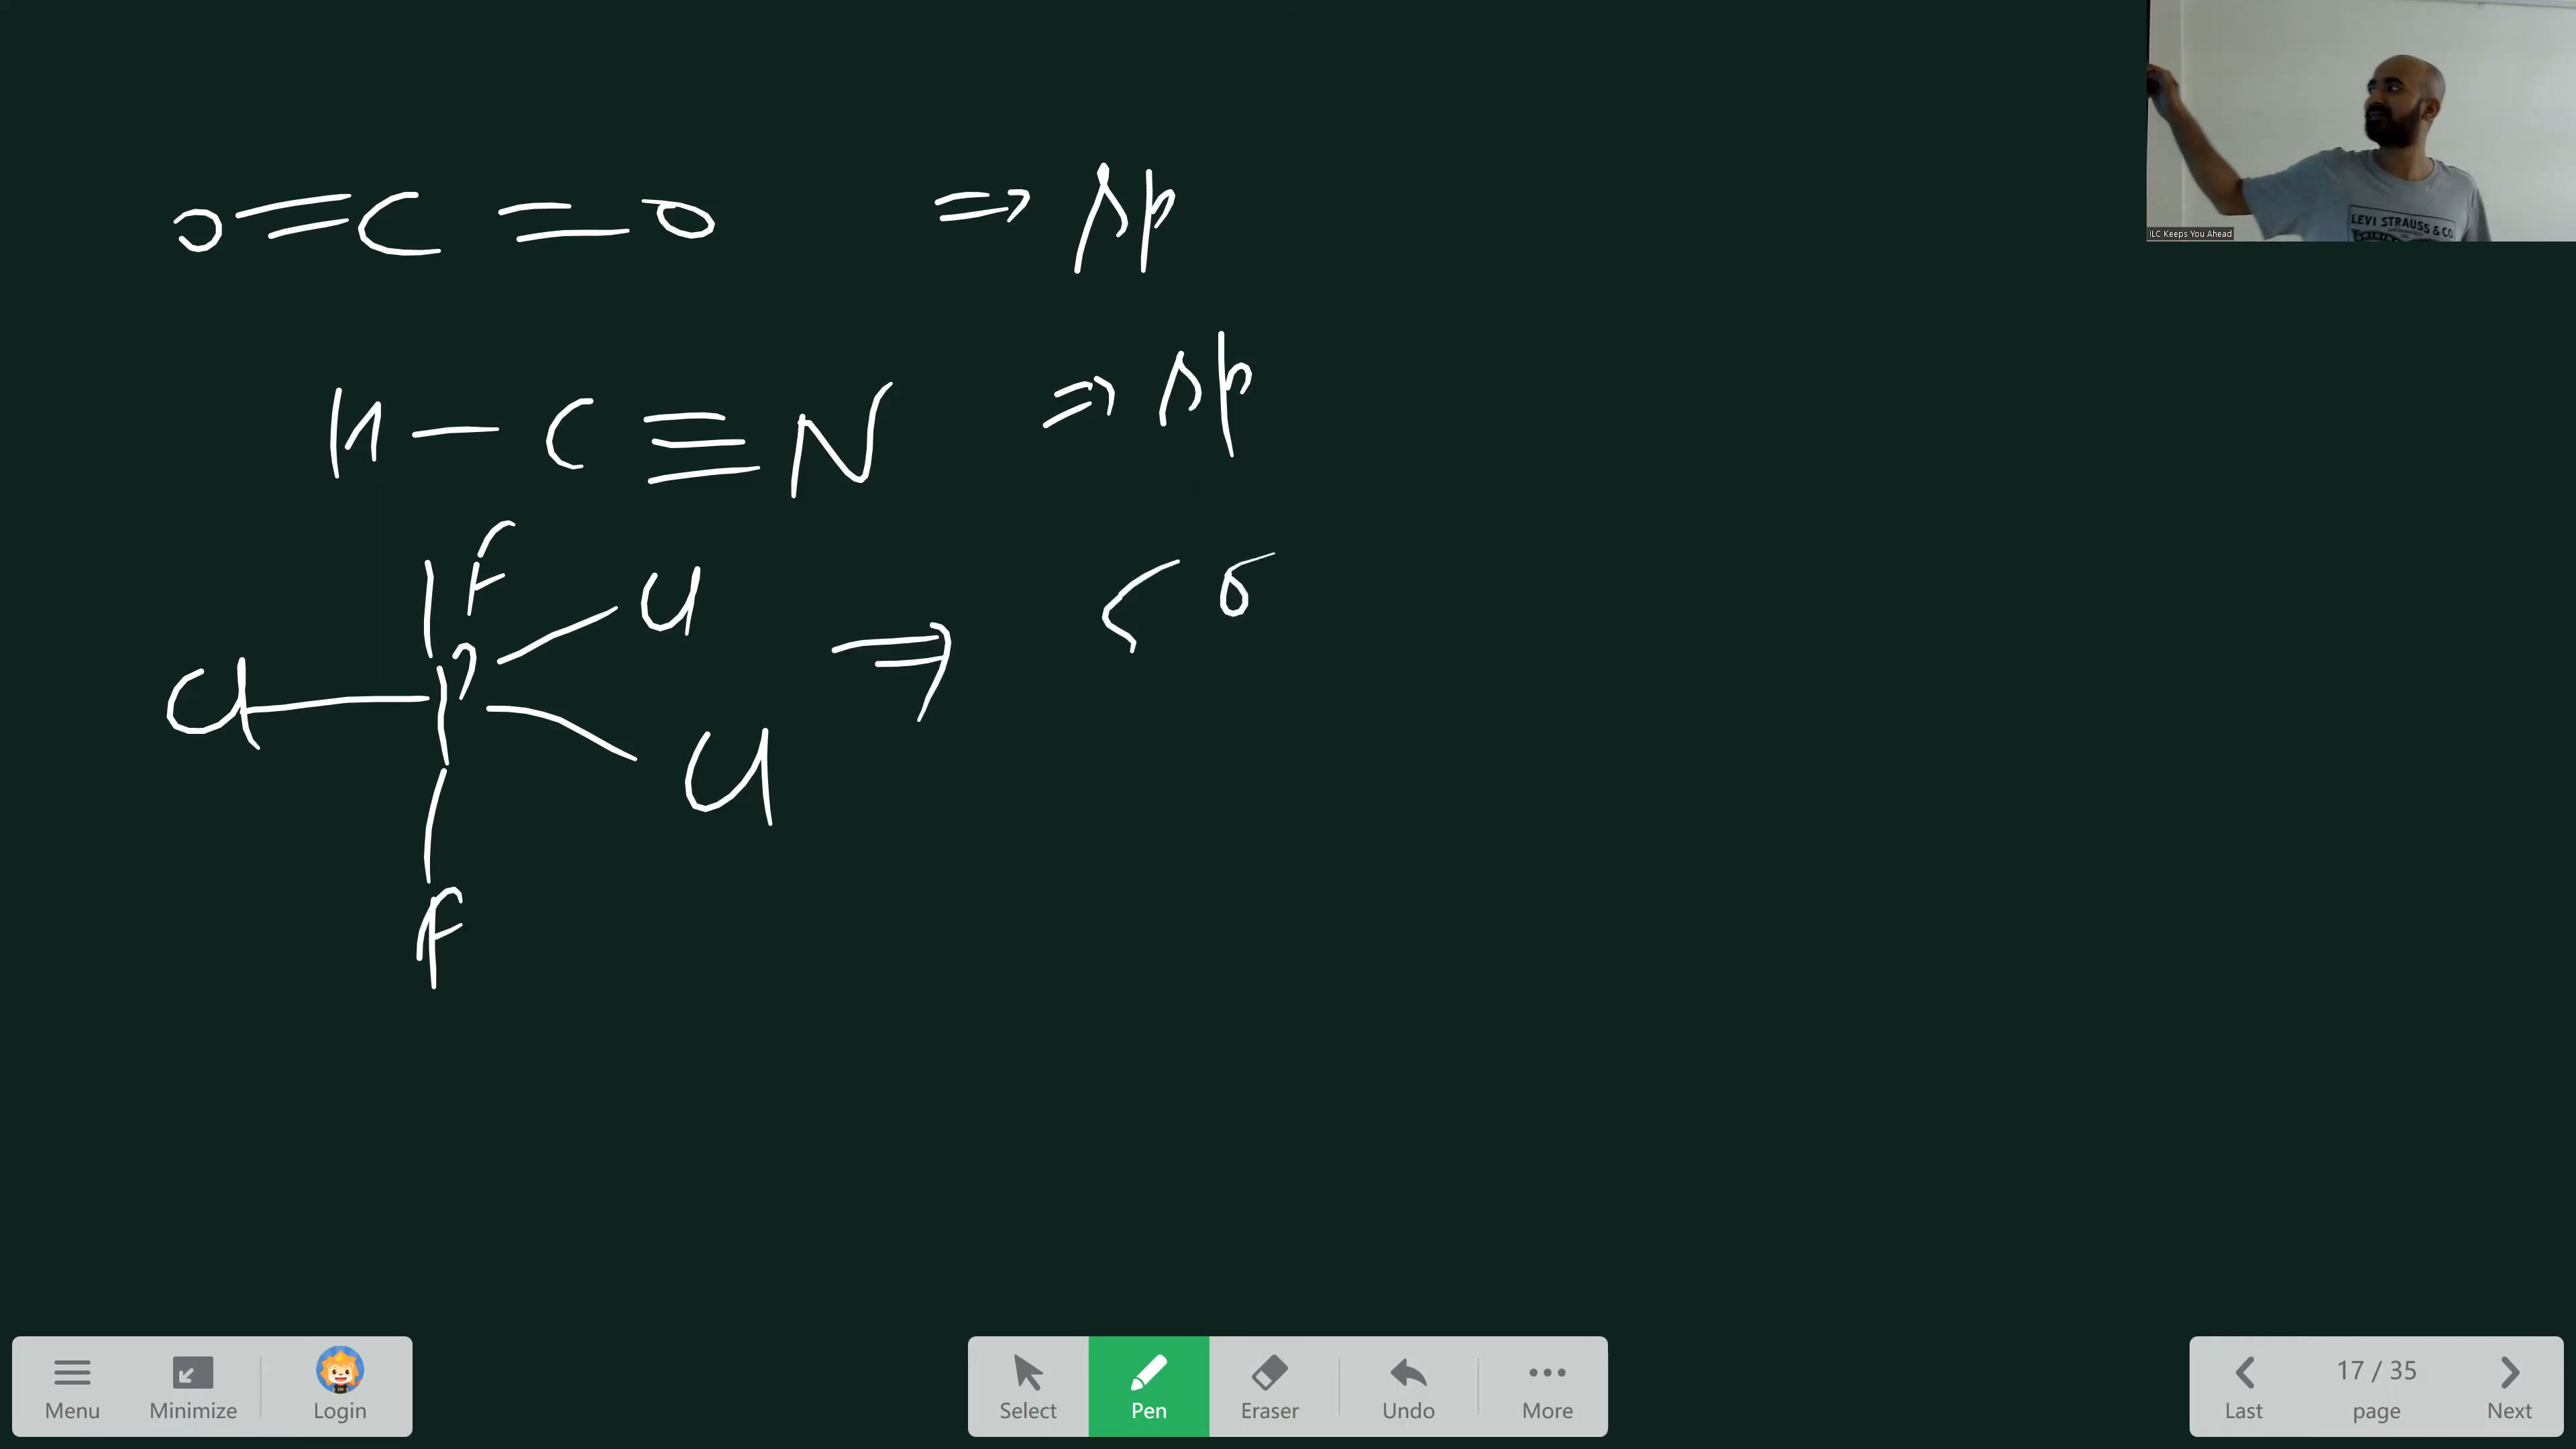 O=C=O ⇒ sp
H—C≡N ⇒ sp
F
Cl
Cl P ⇒ 5 σ
Cl
F
LEVI STRAUSS & CO
ILC Keeps You Ahead
Menu Minimize Login Select Pen Eraser Undo More Last 17 / 35 page Next